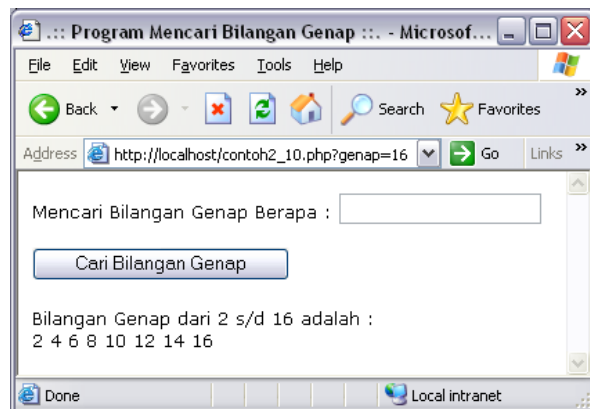 .:: Program Mencari Bilangan Genap ::. - Microsof...
File Edit View Favorites Tools Help
Back Search Favorites »
Address http://localhost/contoh2_10.php?genap=16 Go Links »
Mencari Bilangan Genap Berapa :
Cari Bilangan Genap
Bilangan Genap dari 2 s/d 16 adalah :
2 4 6 8 10 12 14 16
Done Local intranet